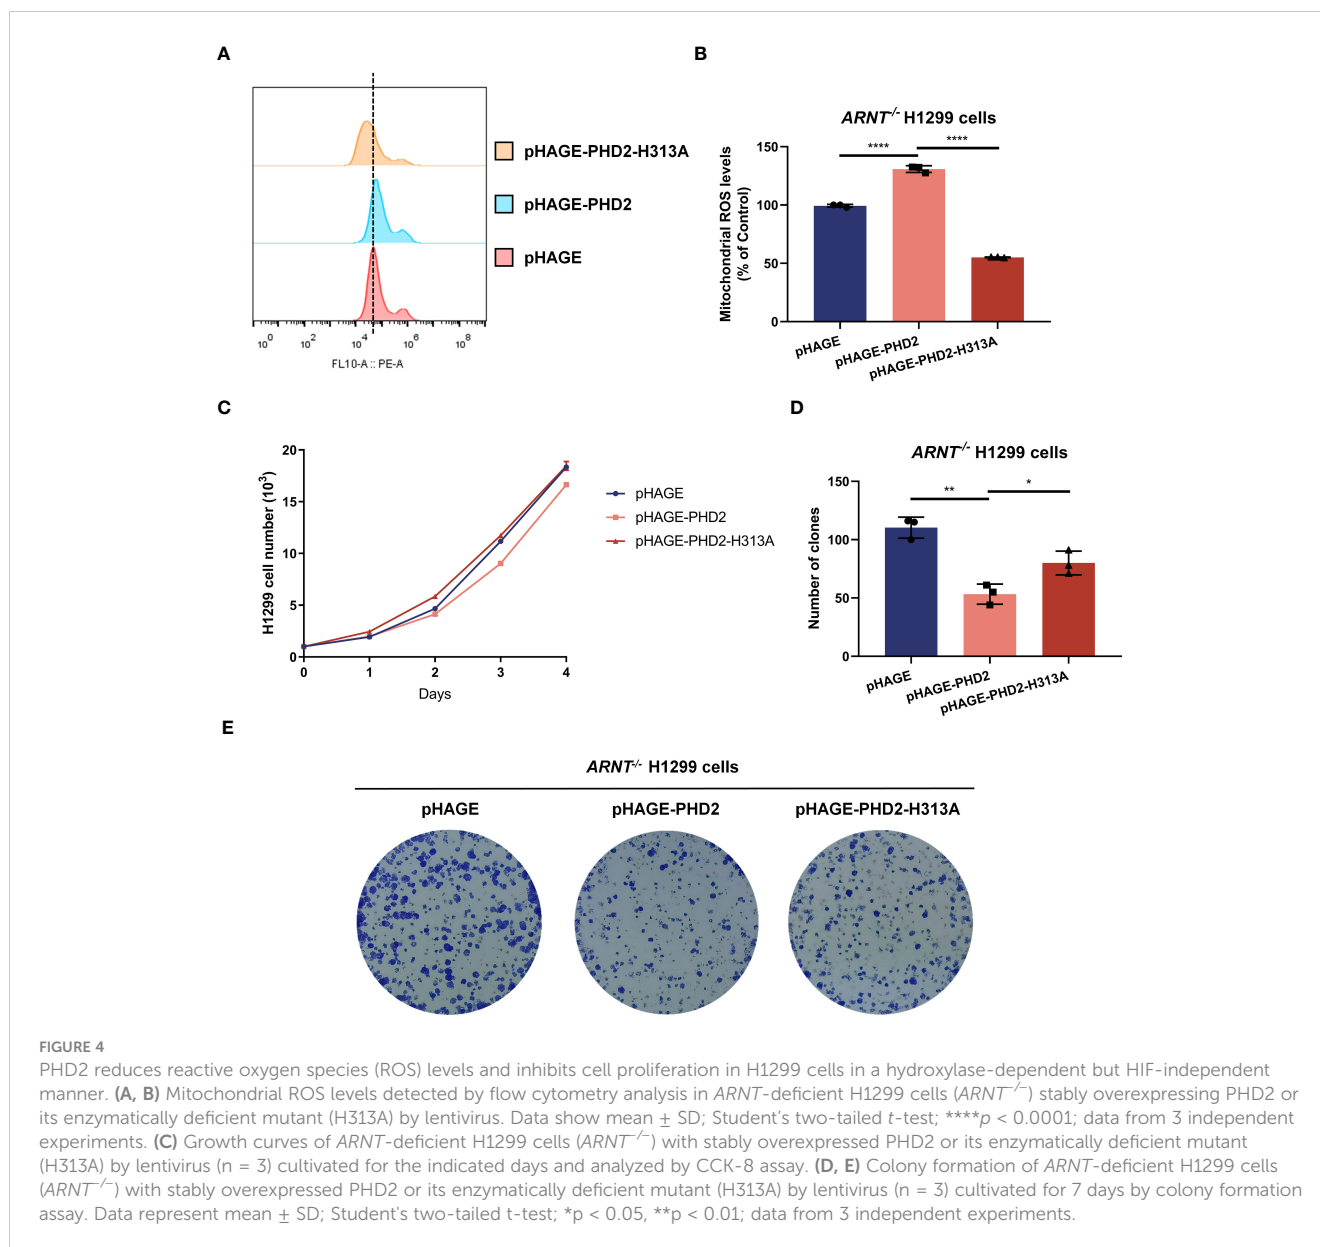 A
pHAGE-PHD2-H313A
pHAGE-PHD2
pHAGE
10^0 10^2 10^4 10^6 10^8
FL10-A :: PE-A
B
ARNT^-/- H1299 cells
**** ****
Mitochondrial ROS levels
(% of Control)
150
100
50
0
pHAGE
pHAGE-PHD2
pHAGE-PHD2-H313A
C
H1299 cell number (10^3)
20
15
10
5
0
0 1 2 3 4
Days
pHAGE
pHAGE-PHD2
pHAGE-PHD2-H313A
D
ARNT^-/- H1299 cells
** *
Number of clones
150
100
50
0
pHAGE
pHAGE-PHD2
pHAGE-PHD2-H313A
E
ARNT^-/- H1299 cells
pHAGE pHAGE-PHD2 pHAGE-PHD2-H313A
FIGURE 4
PHD2 reduces reactive oxygen species (ROS) levels and inhibits cell proliferation in H1299 cells in a hydroxylase-dependent but HIF-independent
manner. (A, B) Mitochondrial ROS levels detected by flow cytometry analysis in ARNT-deficient H1299 cells (ARNT^−/−) stably overexpressing PHD2 or
its enzymatically deficient mutant (H313A) by lentivirus. Data show mean ± SD; Student's two-tailed t-test; ****p < 0.0001; data from 3 independent
experiments. (C) Growth curves of ARNT-deficient H1299 cells (ARNT^−/−) with stably overexpressed PHD2 or its enzymatically deficient mutant
(H313A) by lentivirus (n = 3) cultivated for the indicated days and analyzed by CCK-8 assay. (D, E) Colony formation of ARNT-deficient H1299 cells
(ARNT^−/−) with stably overexpressed PHD2 or its enzymatically deficient mutant (H313A) by lentivirus (n = 3) cultivated for 7 days by colony formation
assay. Data represent mean ± SD; Student's two-tailed t-test; *p < 0.05, **p < 0.01; data from 3 independent experiments.